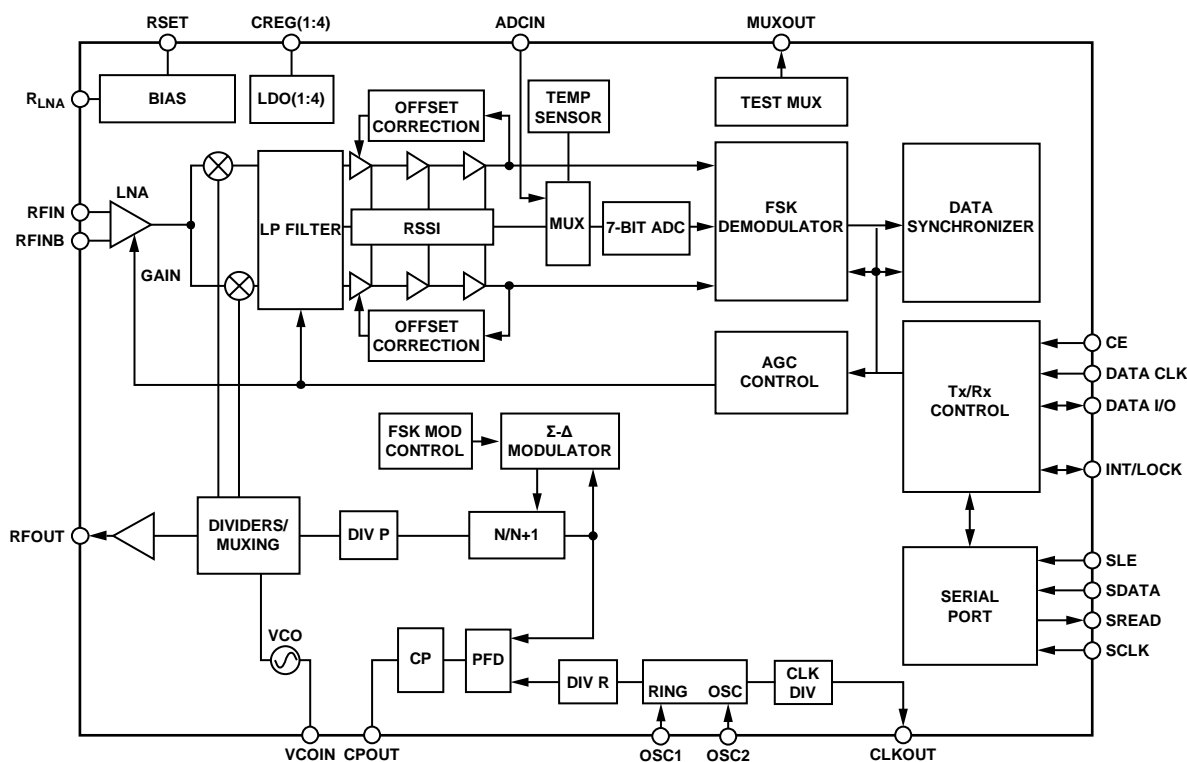 RSET
CREG(1:4)
ADCIN
MUXOUT
R_LNA
BIAS
LDO(1:4)
OFFSET
CORRECTION
TEMP
SENSOR
TEST MUX
LNA
RFIN
RFINB
GAIN
LP FILTER
RSSI
MUX
7-BIT ADC
FSK
DEMODULATOR
DATA
SYNCHRONIZER
OFFSET
CORRECTION
AGC
CONTROL
Tx/Rx
CONTROL
CE
DATA CLK
DATA I/O
INT/LOCK
FSK MOD
CONTROL
Σ-Δ
MODULATOR
RFOUT
DIVIDERS/
MUXING
DIV P
N/N+1
SERIAL
PORT
SLE
SDATA
SREAD
SCLK
VCO
CP
PFD
DIV R
RING
OSC
CLK
DIV
VCOIN
CPOUT
OSC1
OSC2
CLKOUT